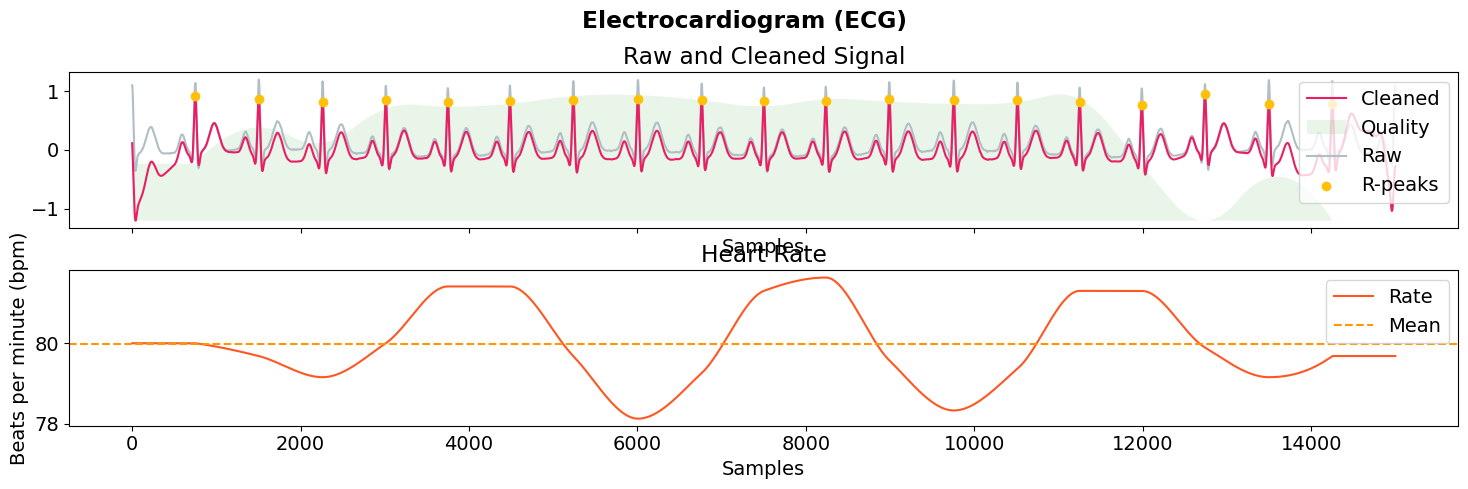 Electrocardiogram (ECG)
Raw and Cleaned Signal
1
0
−1
Cleaned
Quality
Raw
R-peaks
Samples
Heart Rate
Beats per minute (bpm)
80
78
Rate
Mean
0 2000 4000 6000 8000 10000 12000 14000
Samples